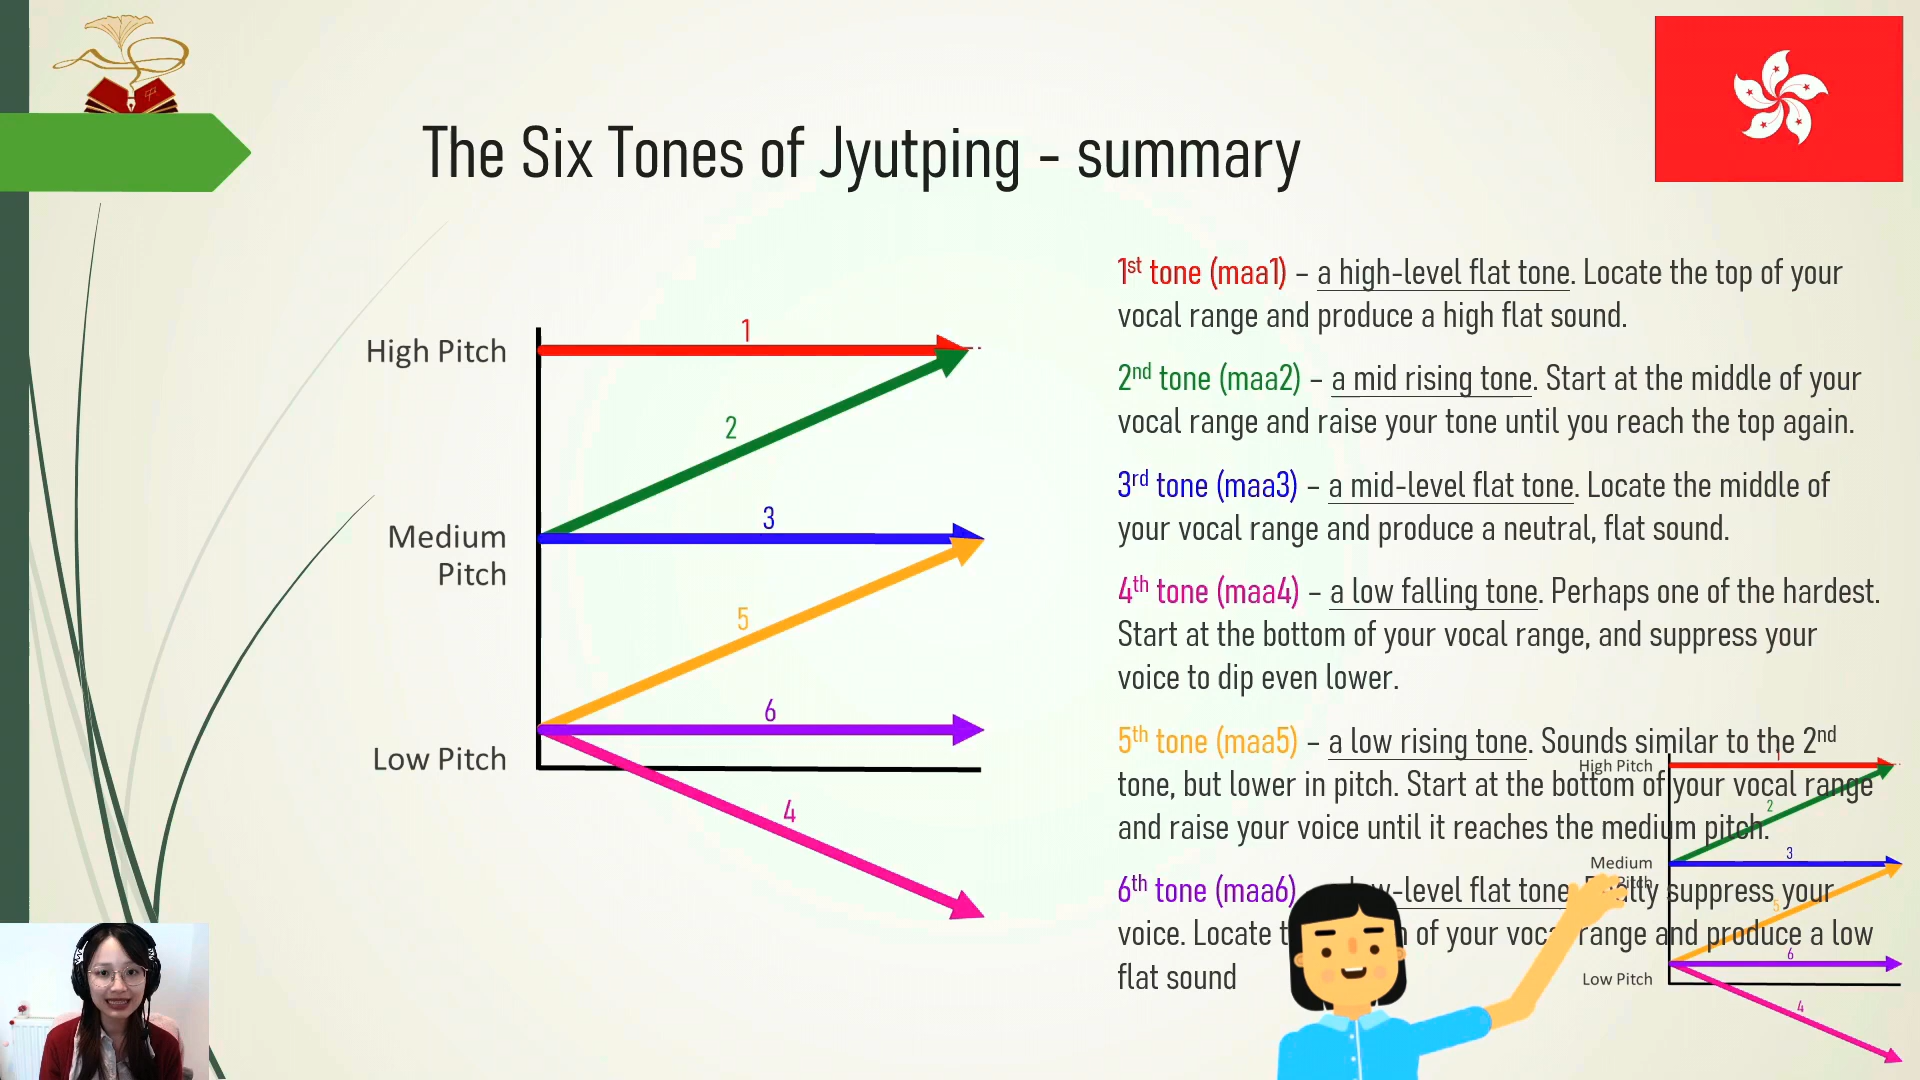 The Six Tones of Jyutping - summary
High Pitch
Medium
Pitch
Low Pitch
1
2
3
5
6
4
1st tone (maa1) – a high-level flat tone. Locate the top of your
vocal range and produce a high flat sound.
2nd tone (maa2) – a mid rising tone. Start at the middle of your
vocal range and raise your tone until you reach the top again.
3rd tone (maa3) – a mid-level flat tone. Locate the middle of
your vocal range and produce a neutral, flat sound.
4th tone (maa4) – a low falling tone. Perhaps one of the hardest.
Start at the bottom of your vocal range, and suppress your
voice to dip even lower.
5th tone (maa5) – a low rising tone. Sounds similar to the 2nd
tone, but lower in pitch. Start at the bottom of your vocal range
and raise your voice until it reaches the medium pitch.
6th tone (maa6) low-level flat tone suppress your
voice. Locate of your vocal range and produce a low
flat sound
High Pitch
Medium
Pitch
Low Pitch
1
2
3
5
6
4